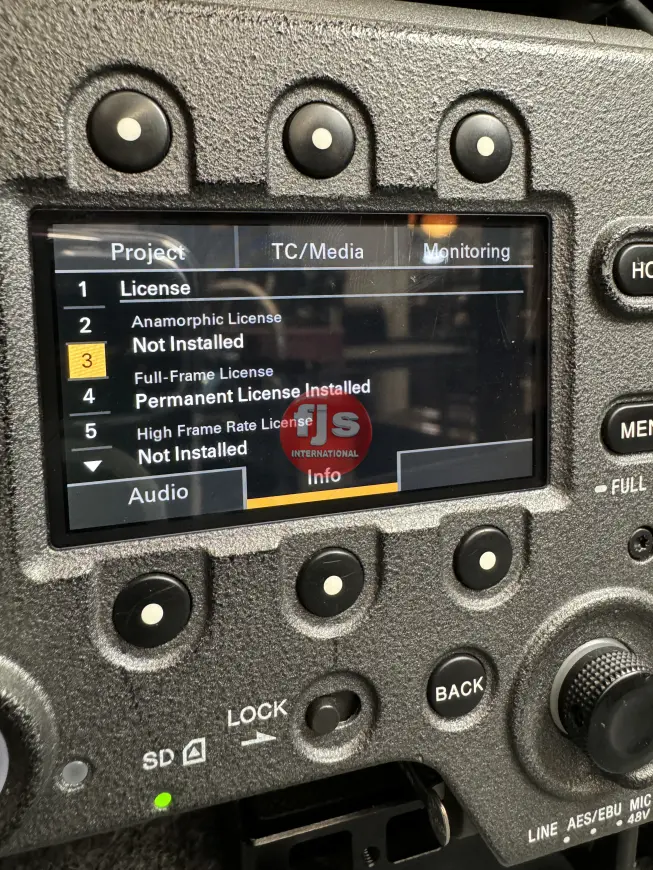 Project TC/Media Monitoring
1 License
2 Anamorphic License
Not Installed
3 Full-Frame License
4 Permanent License Installed
5 High Frame Rate License
Not Installed
Audio Info
fjs
INTERNATIONAL
HO
MEN
FULL
BACK
LOCK
SD
LINE AES/EBU MIC
48V